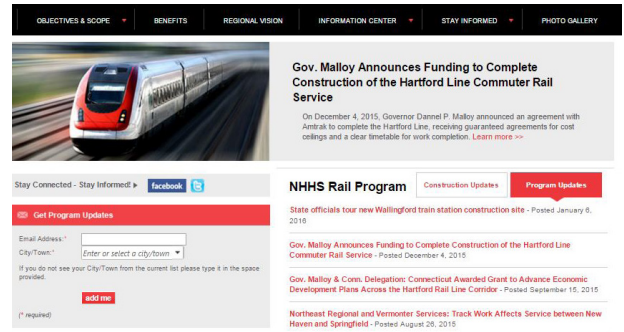 OBJECTIVES & SCOPE BENEFITS REGIONAL VISION INFORMATION CENTER STAY INFORMED PHOTO GALLERY
Gov. Malloy Announces Funding to Complete
Construction of the Hartford Line Commuter Rail
Service
On December 4, 2015, Governor Dannel P. Malloy announced an agreement with
Amtrak to complete the Hartford Line, receiving guaranteed agreements for cost
ceilings and a clear timetable for work completion. Learn more >>
Stay Connected - Stay Informed! facebook
Get Program Updates
Email Address:*
City/Town:* Enter or select a city/town
If you do not see your City/Town from the current list please type it in the space
provided.
add me
(* required)
NHHS Rail Program Construction Updates Program Updates
State officials tour new Wallingford train station construction site - Posted January 6,
2016
Gov. Malloy Announces Funding to Complete Construction of the Hartford Line
Commuter Rail Service - Posted December 4, 2015
Gov. Malloy & Conn. Delegation: Connecticut Awarded Grant to Advance Economic
Development Plans Across the Hartford Rail Line Corridor - Posted September 15, 2015
Northeast Regional and Vermonter Services: Track Work Affects Service between New
Haven and Springfield - Posted August 26, 2015